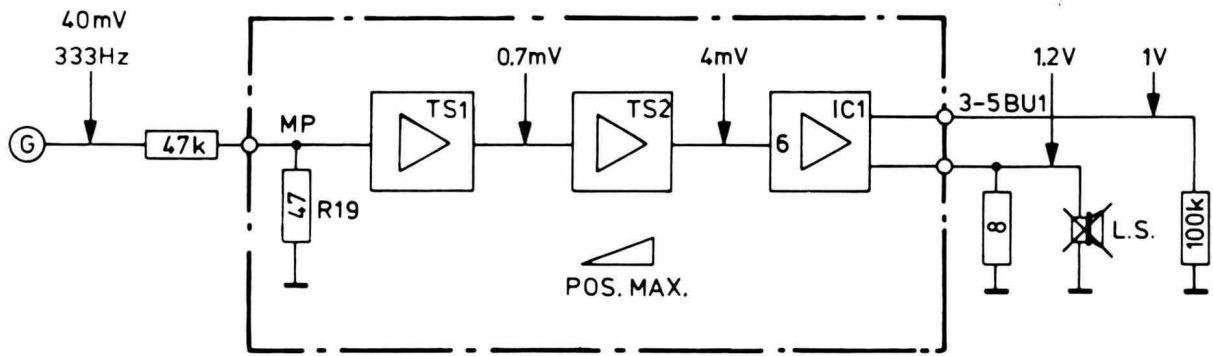 40mV
333Hz
0.7mV
4mV
1.2V
1V
G
47k
MP
TS1
TS2
6
IC1
3-5BU1
47
R19
8
L.S.
100k
POS. MAX.